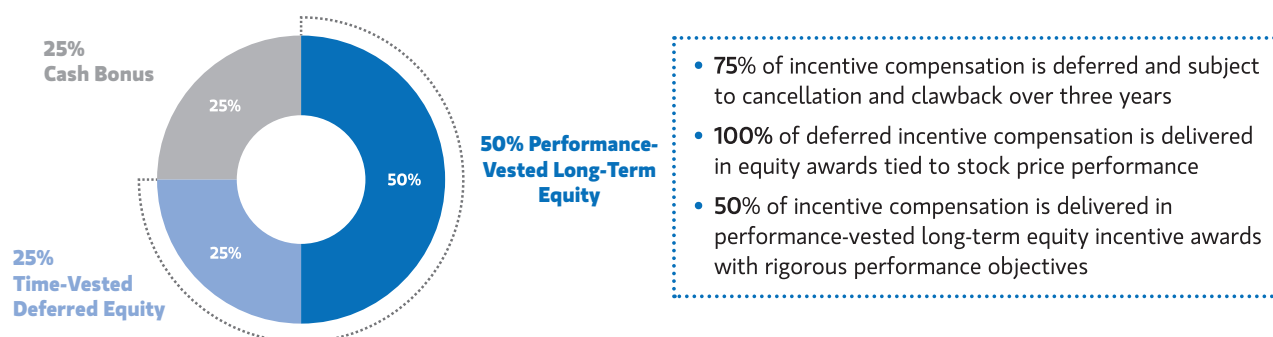 25%
Cash Bonus
25%
50%
25%
25%
Time-Vested
Deferred Equity
50% Performance-
Vested Long-Term
Equity
• 75% of incentive compensation is deferred and subject
to cancellation and clawback over three years
• 100% of deferred incentive compensation is delivered
in equity awards tied to stock price performance
• 50% of incentive compensation is delivered in
performance-vested long-term equity incentive awards
with rigorous performance objectives